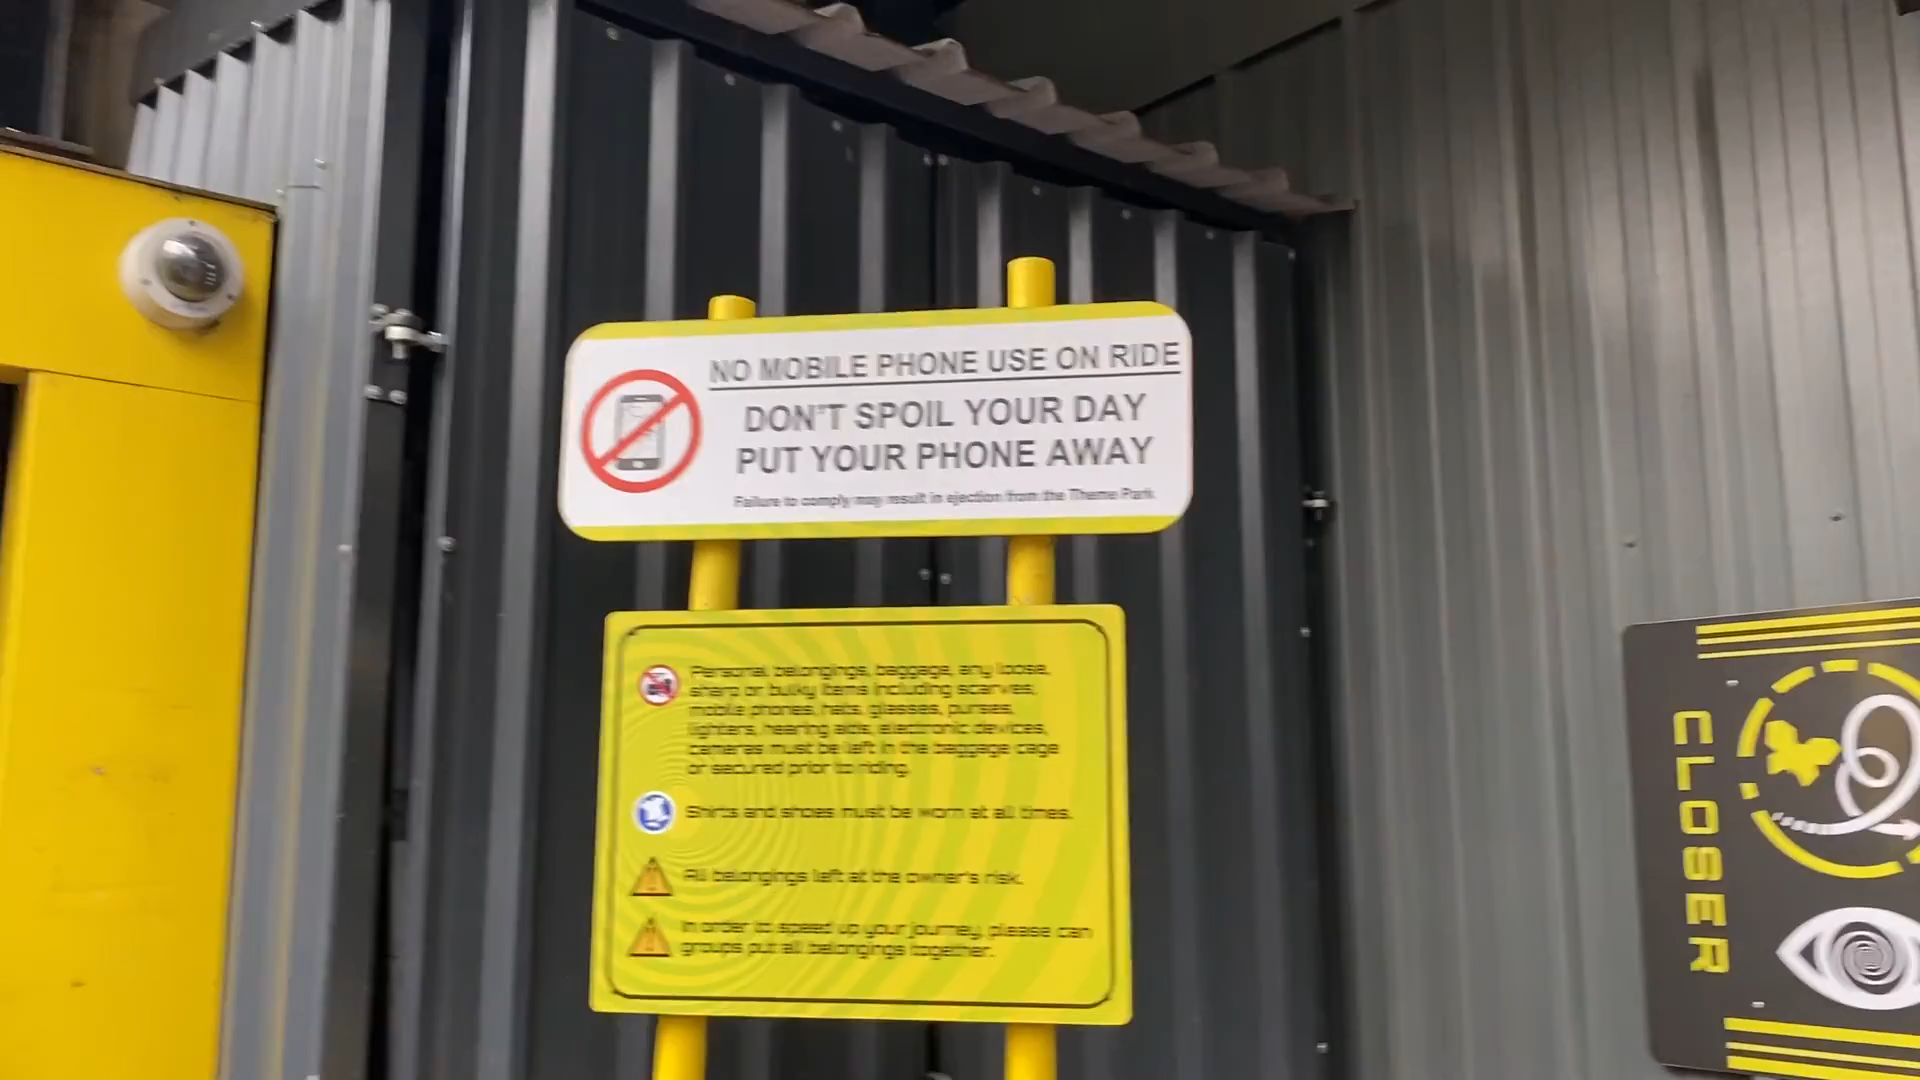 NO MOBILE PHONE USE ON RIDE
DON'T SPOIL YOUR DAY
PUT YOUR PHONE AWAY
Failure to comply may result in ejection from the Theme Park
Personal belongings, baggage, any loose,
sharp or bulky items including scarves,
mobile phones, hats, glasses, purses,
lighters, hearing aids, electronic devices,
cameras must be left in the baggage cage
or secured prior to riding.
Shirts and shoes must be worn at all times.
All belongings left at the owner's risk.
In order to speed up your journey, please can
groups put all belongings together.
CLOSER